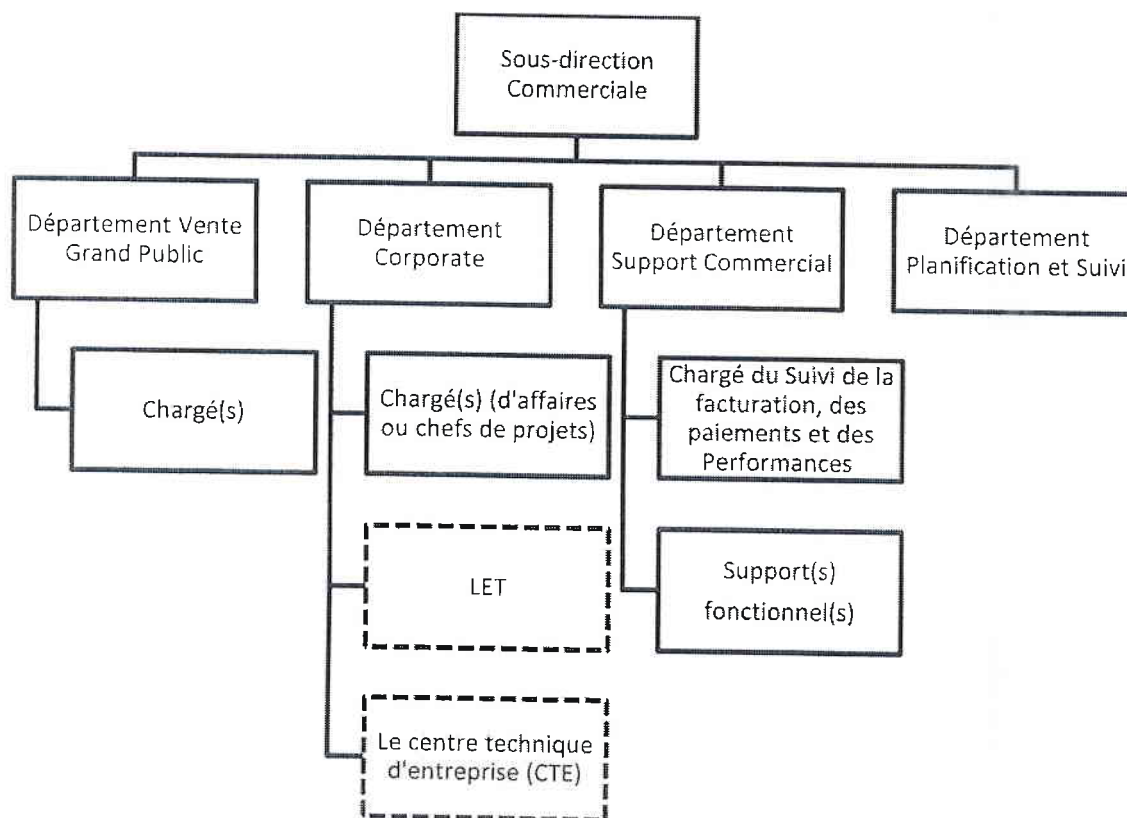 Sous-direction
Commerciale
Département Vente
Grand Public
Département
Corporate
Département
Support Commercial
Département
Planification et Suivi
Chargé(s)
Chargé(s) (d'affaires
ou chefs de projets)
Chargé du Suivi de la
facturation, des
paiements et des
Performances
LET
Support(s)
fonctionnel(s)
Le centre technique
d'entreprise (CTE)